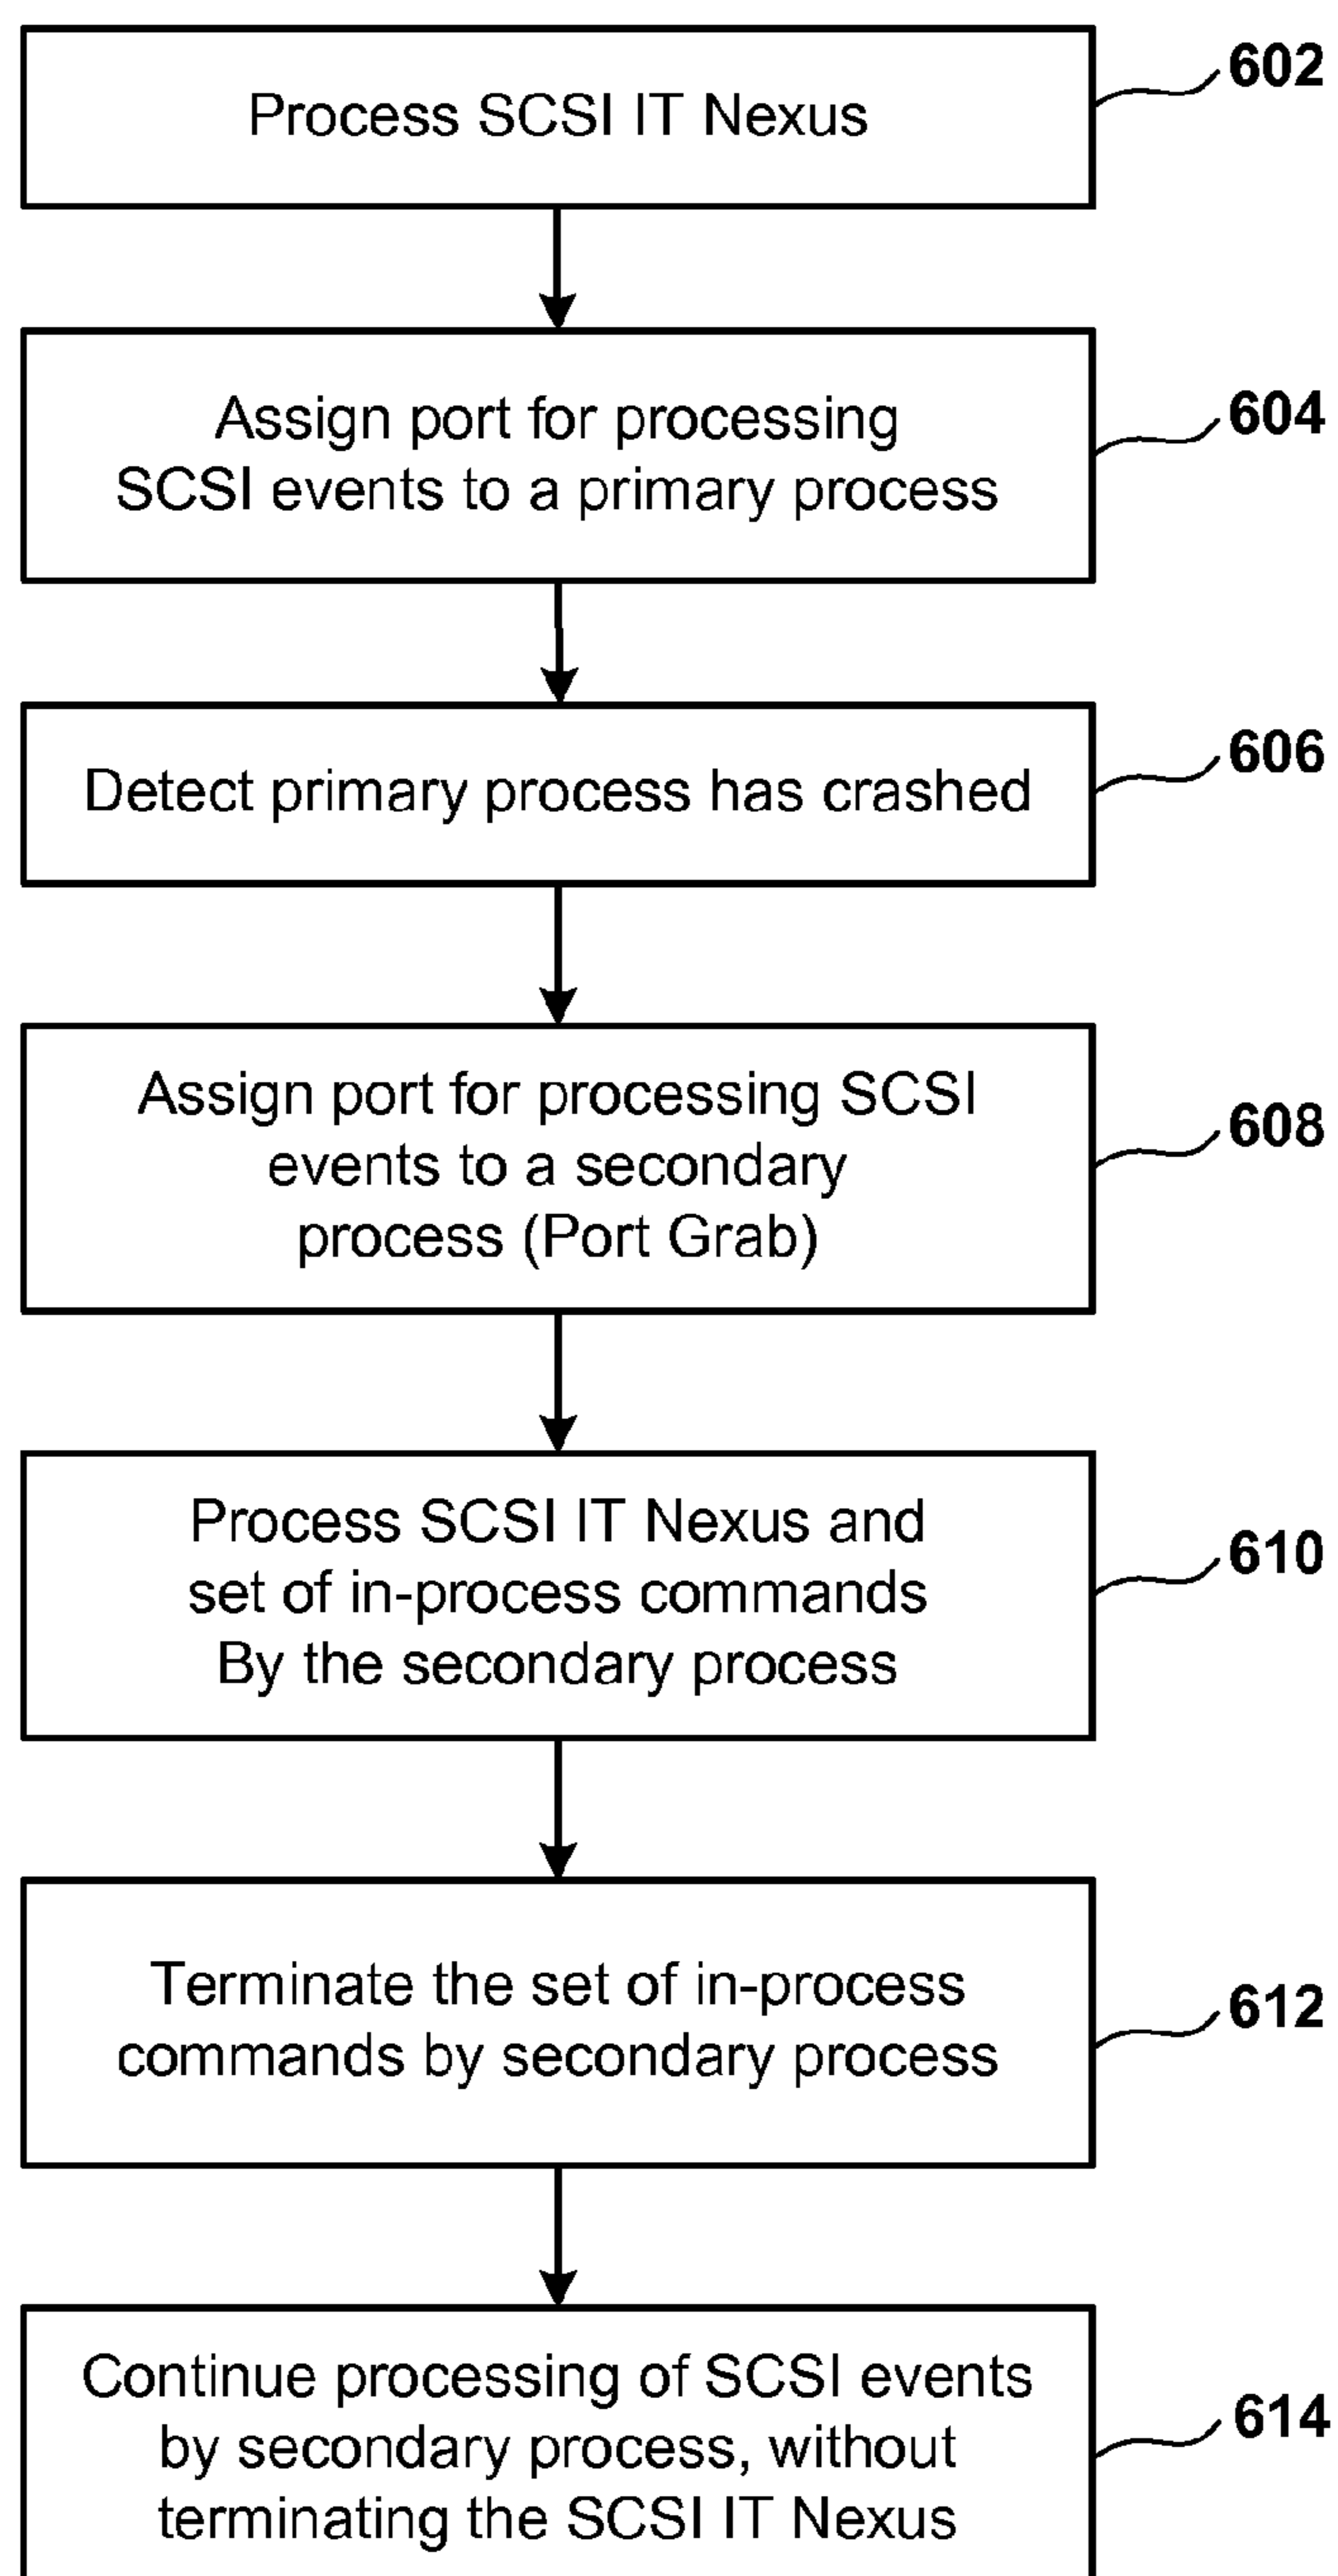 Process SCSI IT Nexus
602
Assign port for processing
SCSI events to a primary process
604
Detect primary process has crashed
606
Assign port for processing SCSI
events to a secondary
process (Port Grab)
608
Process SCSI IT Nexus and
set of in-process commands
By the secondary process
610
Terminate the set of in-process
commands by secondary process
612
Continue processing of SCSI events
by secondary process, without
terminating the SCSI IT Nexus
614